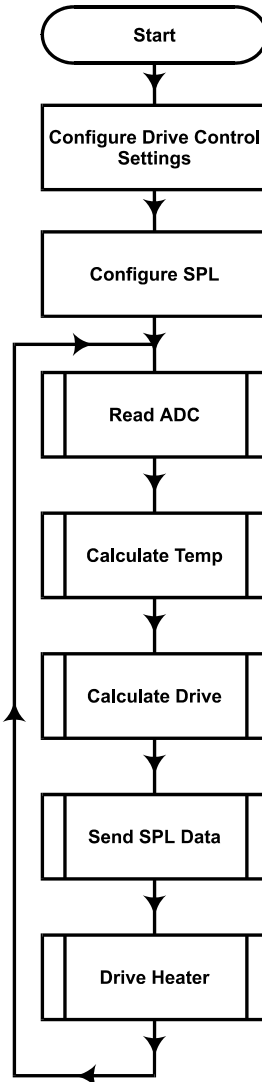 Start
Configure Drive Control
Settings
Configure SPL
Read ADC
Calculate Temp
Calculate Drive
Send SPL Data
Drive Heater